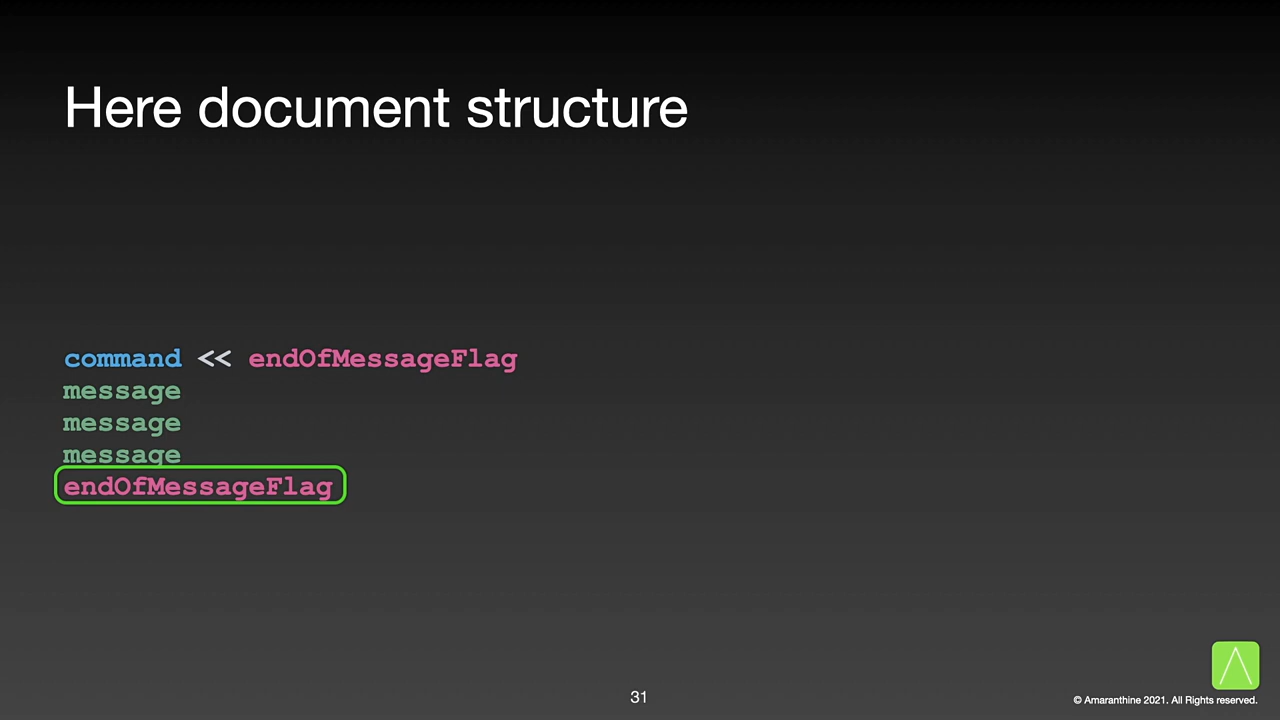 Here document structure
command << endOfMessageFlag
message
message
message
endOfMessageFlag
31
© Amaranthine 2021. All Rights reserved.